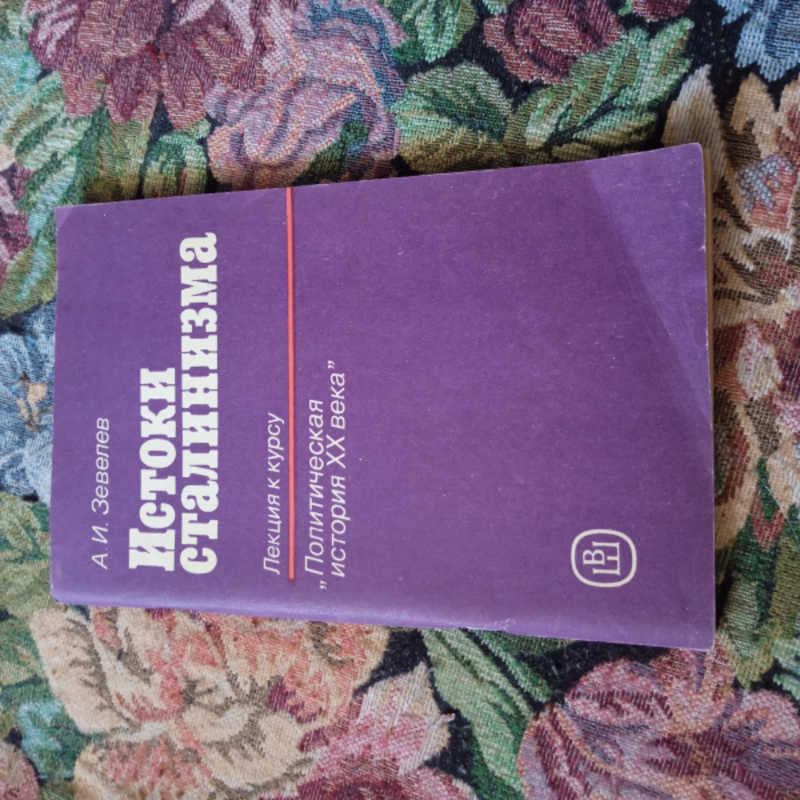 А. И. Зевелев
Истоки
сталинизма
Лекция к курсу
„Политическая
история XX века”
ВШ